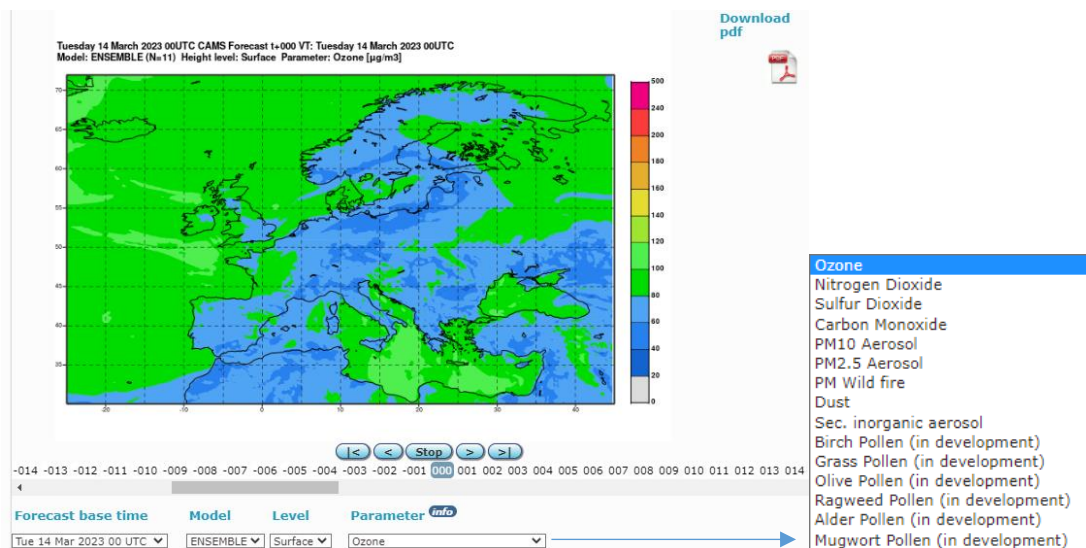 Download
pdf
Tuesday 14 March 2023 00UTC CAMS Forecast t+000 VT: Tuesday 14 March 2023 00UTC
Model: ENSEMBLE (N=11) Height level: Surface Parameter: Ozone [µg/m3]
PDF
500
240
200
180
160
140
120
100
80
60
40
20
0
70
65
60
55
50
45
40
35
-20 -10 0 10 20 30 40
|< < Stop > >|
-014 -013 -012 -011 -010 -009 -008 -007 -006 -005 -004 -003 -002 -001 000 001 002 003 004 005 006 007 008 009 010 011 012 013 014
Forecast base time Model Level Parameter info
Tue 14 Mar 2023 00 UTC ENSEMBLE Surface Ozone
Ozone
Nitrogen Dioxide
Sulfur Dioxide
Carbon Monoxide
PM10 Aerosol
PM2.5 Aerosol
PM Wild fire
Dust
Sec. inorganic aerosol
Birch Pollen (in development)
Grass Pollen (in development)
Olive Pollen (in development)
Ragweed Pollen (in development)
Alder Pollen (in development)
Mugwort Pollen (in development)